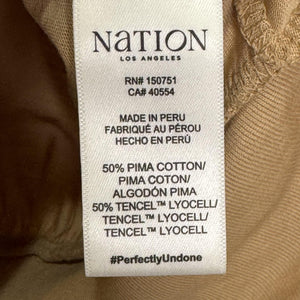 NATION
LOS ANGELES
RN# 150751
CA# 40554
MADE IN PERU
FABRIQUÉ AU PÉROU
HECHO EN PERÚ
50% PIMA COTTON/
PIMA COTON/
ALGODÓN PIMA
50% TENCEL™ LYOCELL/
TENCEL™ LYOCELL/
TENCEL™ LYOCELL
#PerfectlyUndone